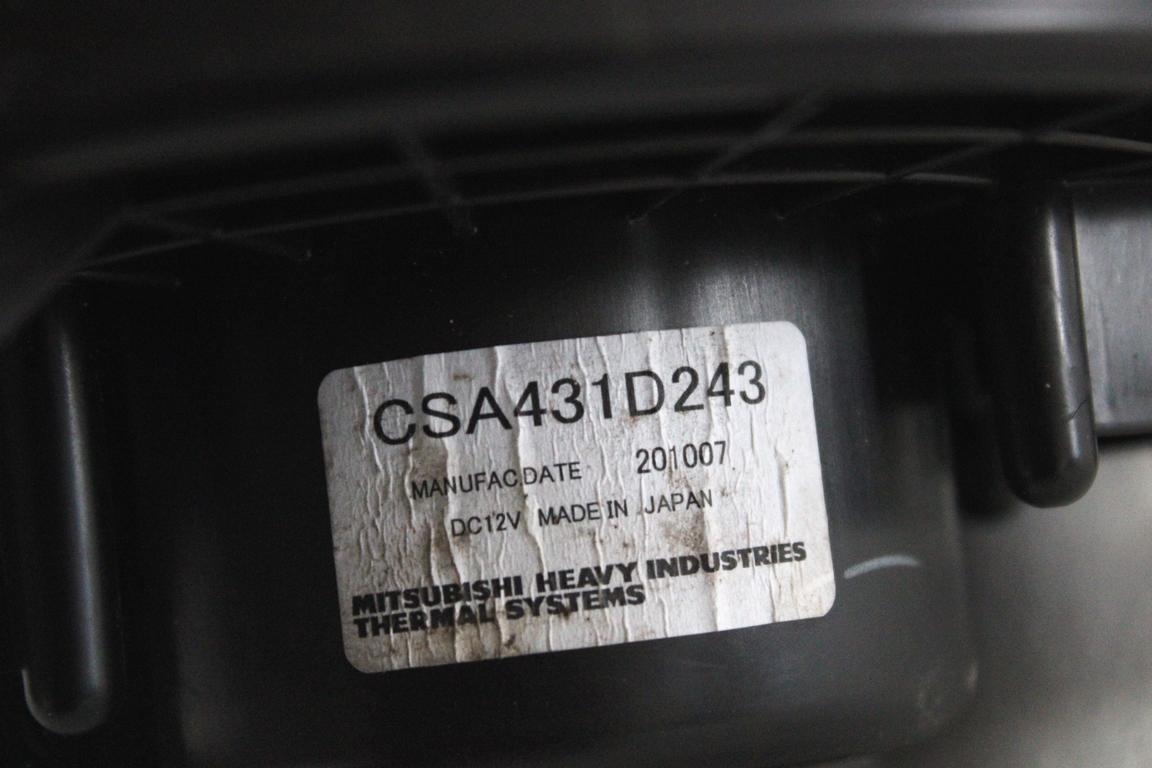 CSA431D243
MANUFAC.DATE 201007
DC12V MADE IN JAPAN
MITSUBISHI HEAVY INDUSTRIES
THERMAL SYSTEMS